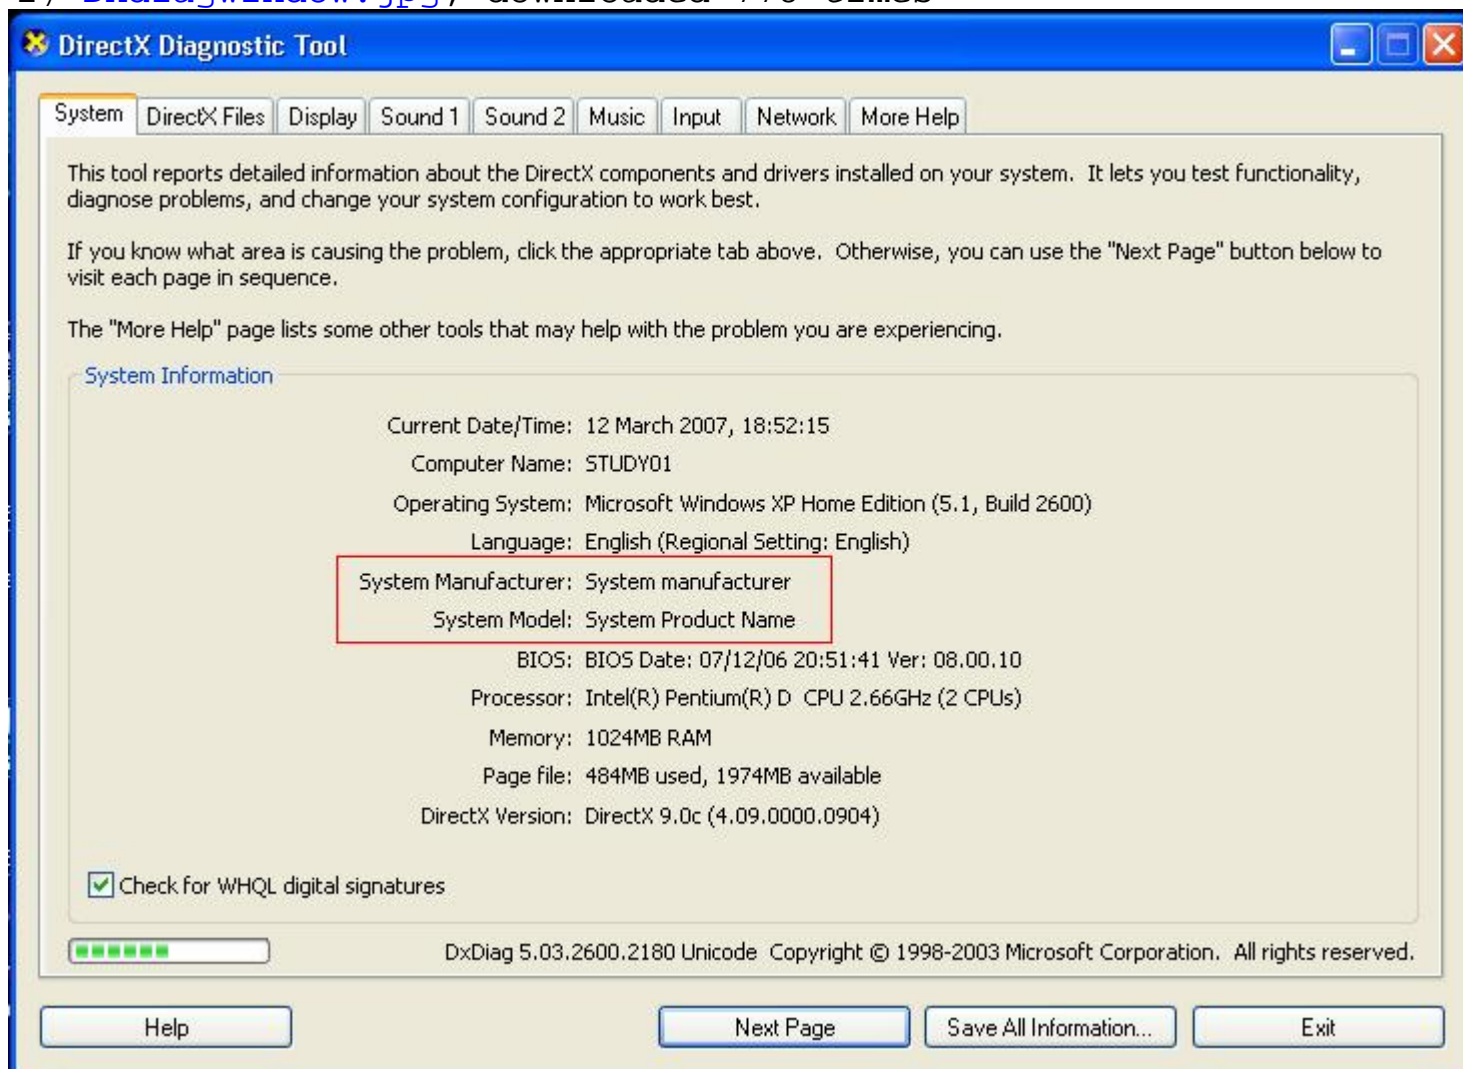 DirectX Diagnostic Tool
System DirectX Files Display Sound 1 Sound 2 Music Input Network More Help
This tool reports detailed information about the DirectX components and drivers installed on your system. It lets you test functionality,
diagnose problems, and change your system configuration to work best.
If you know what area is causing the problem, click the appropriate tab above. Otherwise, you can use the "Next Page" button below to
visit each page in sequence.
The "More Help" page lists some other tools that may help with the problem you are experiencing.
System Information
Current Date/Time: 12 March 2007, 18:52:15
Computer Name: STUDY01
Operating System: Microsoft Windows XP Home Edition (5.1, Build 2600)
Language: English (Regional Setting: English)
System Manufacturer: System manufacturer
System Model: System Product Name
BIOS: BIOS Date: 07/12/06 20:51:41 Ver: 08.00.10
Processor: Intel(R) Pentium(R) D CPU 2.66GHz (2 CPUs)
Memory: 1024MB RAM
Page file: 484MB used, 1974MB available
DirectX Version: DirectX 9.0c (4.09.0000.0904)
Check for WHQL digital signatures
DxDiag 5.03.2600.2180 Unicode Copyright © 1998-2003 Microsoft Corporation. All rights reserved.
Help Next Page Save All Information... Exit